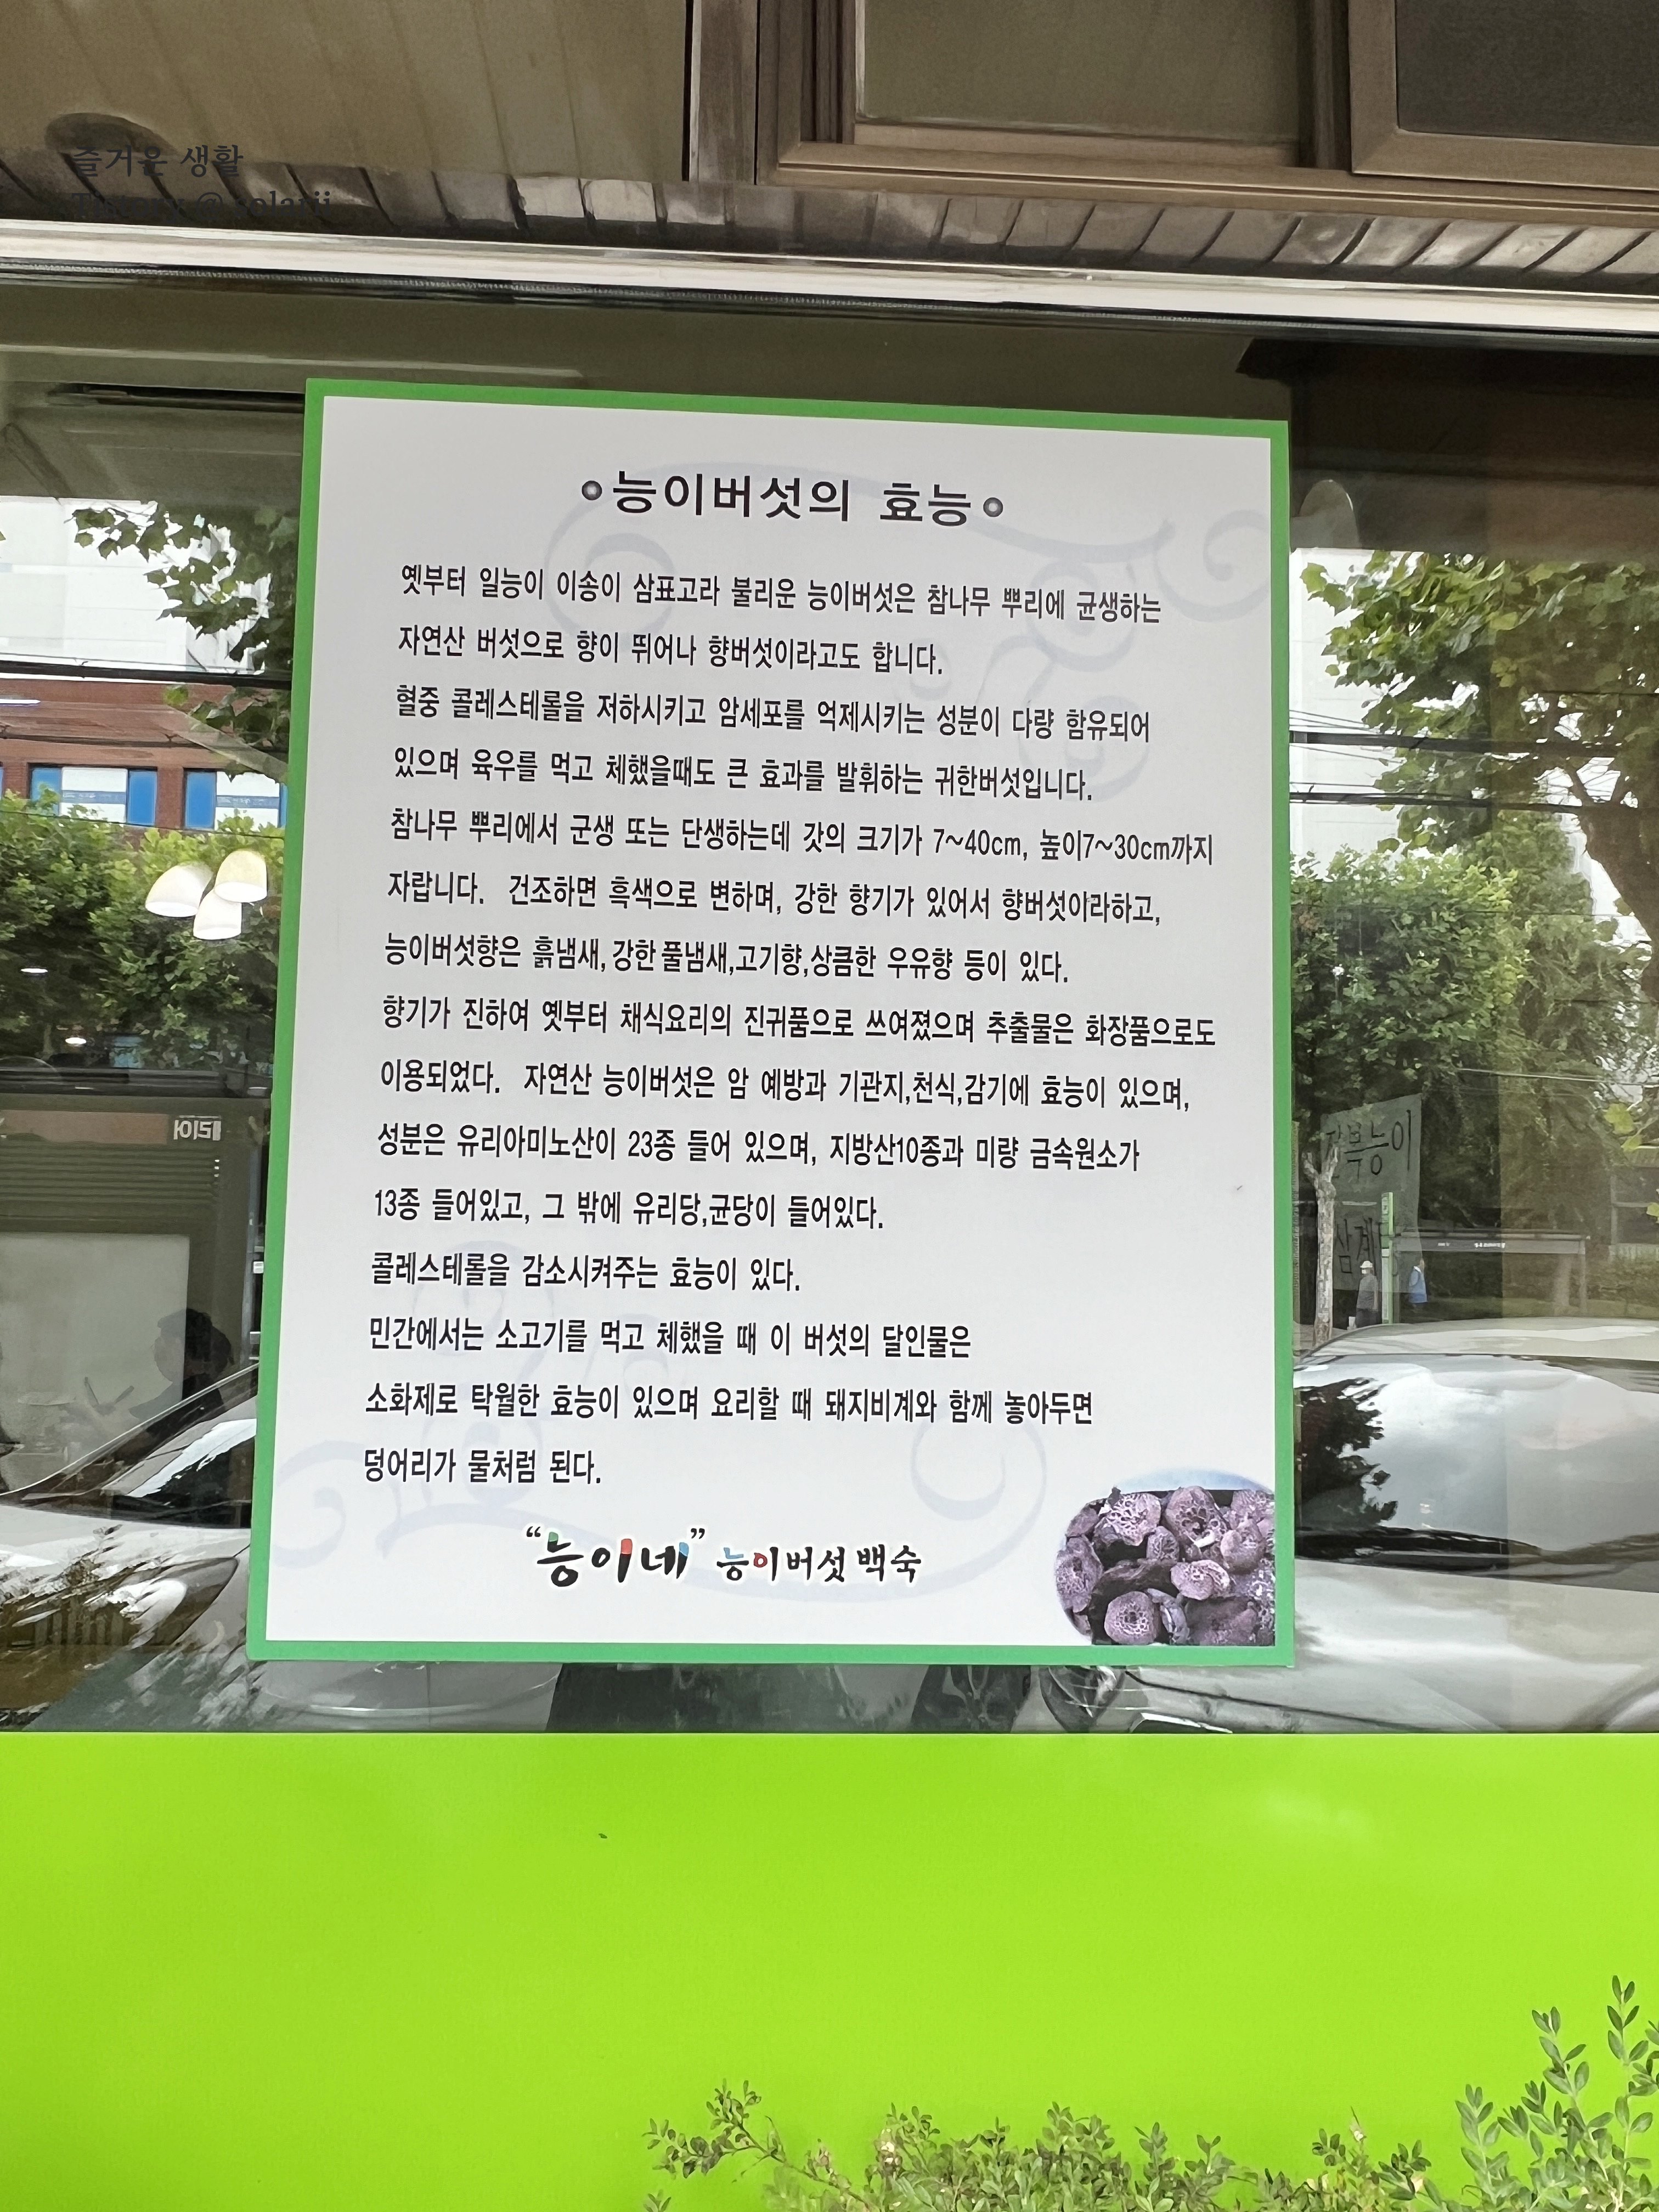 즐거운 생활
능이버섯의 효능
옛부터 일능이 이송이 삼표고라 불리운 능이버섯은 참나무 뿌리에 균생하는
자연산 버섯으로 향이 뛰어나 향버섯이라고도 합니다.
혈중 콜레스테롤을 저하시키고 암세포를 억제시키는 성분이 다량 함유되어
있으며 육우를 먹고 체했을때도 큰 효과를 발휘하는 귀한버섯입니다.
참나무 뿌리에서 군생 또는 단생하는데 갓의 크기가 7~40cm, 높이7~30cm까지
자랍니다. 건조하면 흑색으로 변하며, 강한 향기가 있어서 향버섯이라하고,
능이버섯향은 흙냄새, 강한 풀냄새,고기향,상큼한 우유향 등이 있다.
향기가 진하여 옛부터 채식요리의 진귀품으로 쓰여졌으며 추출물은 화장품으로도
이용되었다. 자연산 능이버섯은 암 예방과 기관지,천식,감기에 효능이 있으며,
성분은 유리아미노산이 23종 들어 있으며, 지방산10종과 미량 금속원소가
13종 들어있고, 그 밖에 유리당,균당이 들어있다.
콜레스테롤을 감소시켜주는 효능이 있다.
민간에서는 소고기를 먹고 체했을 때 이 버섯의 달인물은
소화제로 탁월한 효능이 있으며 요리할 때 돼지비계와 함께 놓아두면
덩어리가 물처럼 된다.
"능이네" 능이버섯 백숙